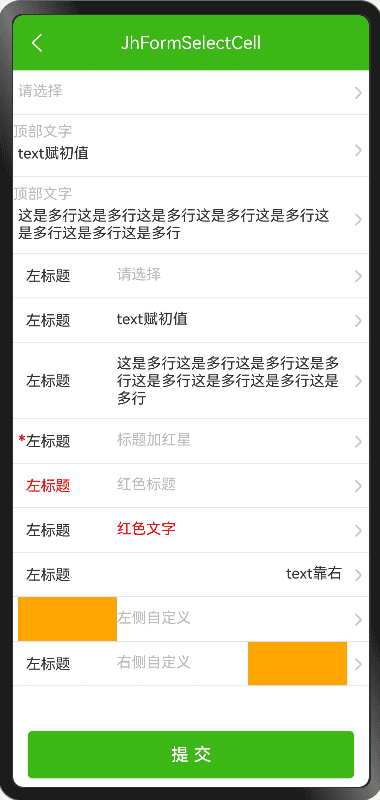 JhFormSelectCell
请选择
顶部文字
text赋初值
顶部文字
这是多行这是多行这是多行这是多行这是多行这
是多行这是多行这是多行
左标题 请选择
左标题 text赋初值
这是多行这是多行这是多行这是多
左标题 行这是多行这是多行这是多行这是
多行
*左标题 标题加红星
左标题 红色标题
左标题 红色文字
左标题 text靠右
左侧自定义
左标题 右侧自定义
提 交